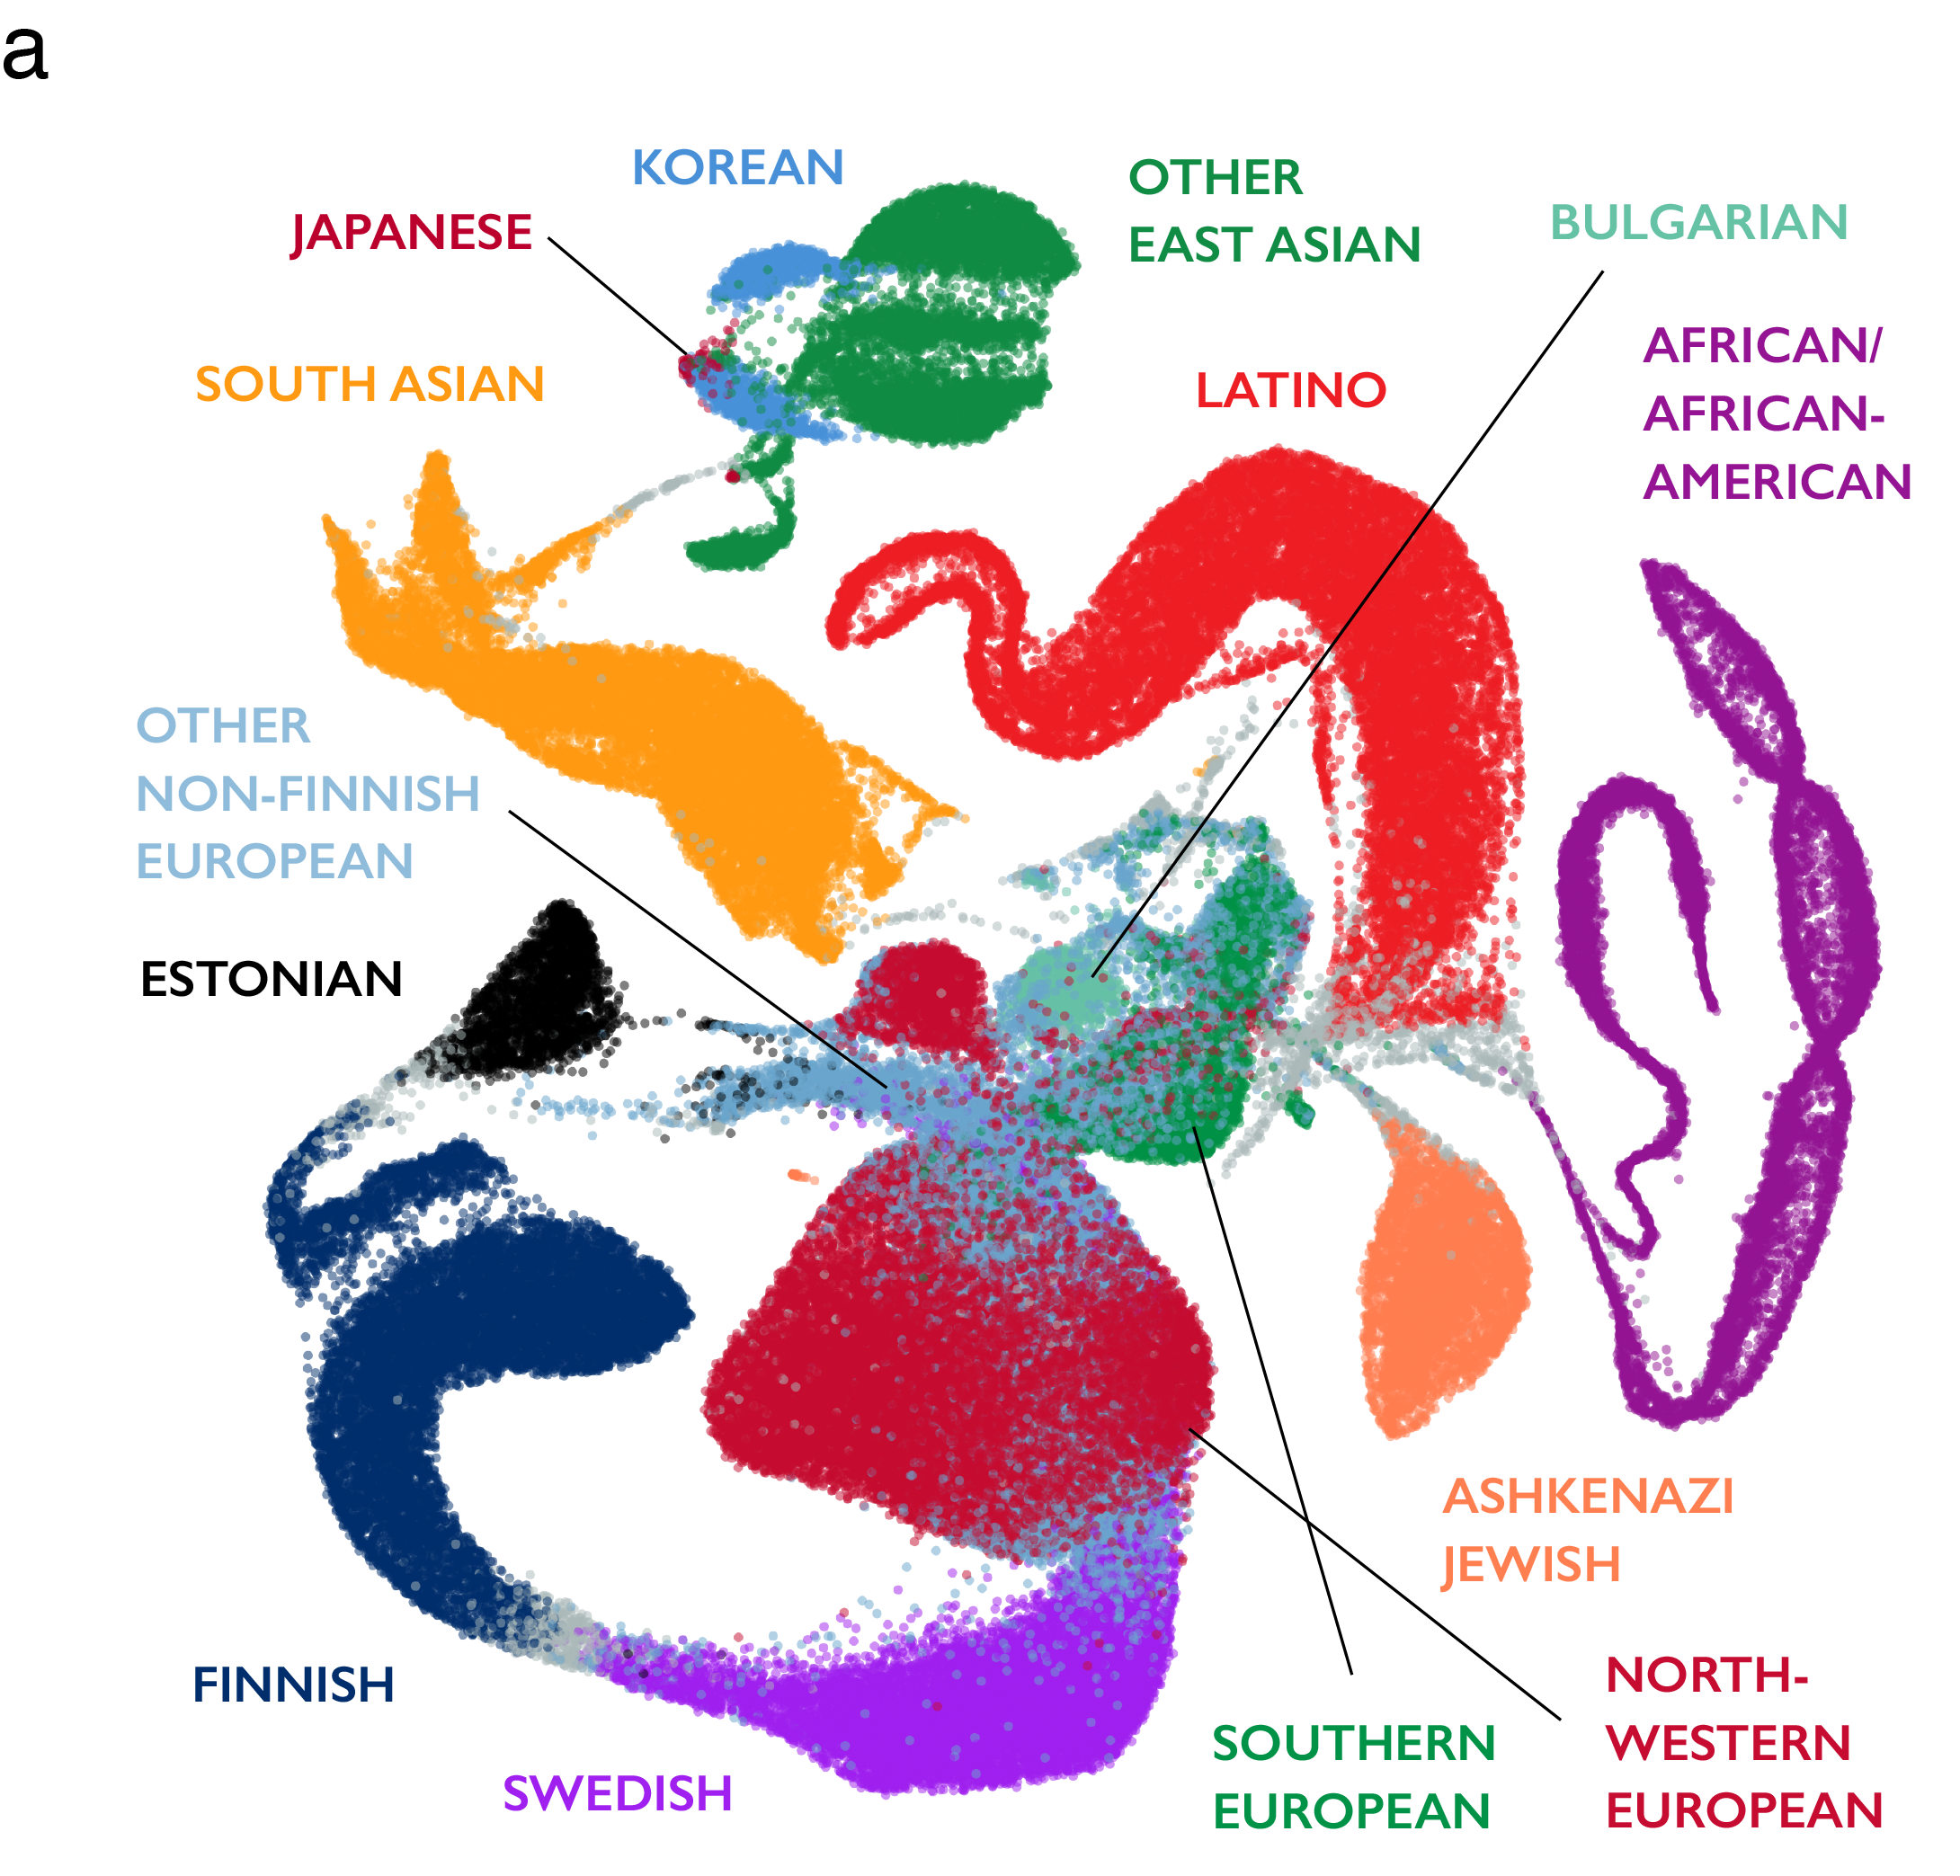 a
KOREAN
OTHER
EAST ASIAN
JAPANESE
BULGARIAN
AFRICAN/
AFRICAN-
AMERICAN
SOUTH ASIAN
LATINO
OTHER
NON-FINNISH
EUROPEAN
ESTONIAN
ASHKENAZI
JEWISH
FINNISH
SWEDISH
SOUTHERN
EUROPEAN
NORTH-
WESTERN
EUROPEAN